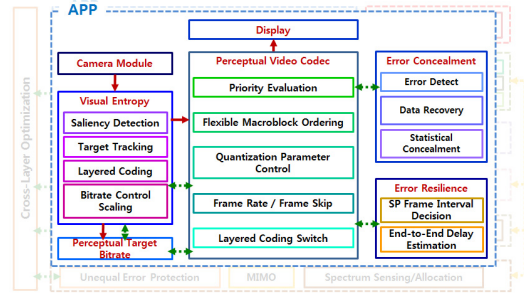 APP
Display
Camera Module
Perceptual Video Codec
Error Concealment
Visual Entropy
Saliency Detection
Target Tracking
Layered Coding
Bitrate Control
Scaling
Perceptual Target
Bitrate
Priority Evaluation
Flexible Macroblock Ordering
Quantization Parameter
Control
Frame Rate / Frame Skip
Layered Coding Switch
Error Detect
Data Recovery
Statistical
Concealment
Error Resilience
SP Frame Interval
Decision
End-to-End Delay
Estimation
Cross-Layer Optimization
Unequal Error Protection
MIMO
Spectrum Sensing/Allocation